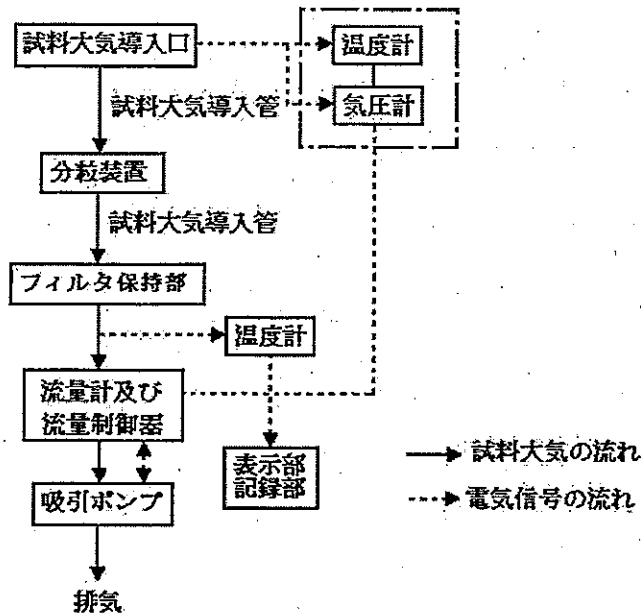 試料大気導入口
温度計
気圧計
試料大気導入管
分粒装置
試料大気導入管
フィルタ保持部
温度計
流量計及び
流量制御器
表示部
記録部
吸引ポンプ
排気
試料大気の流れ
電気信号の流れ